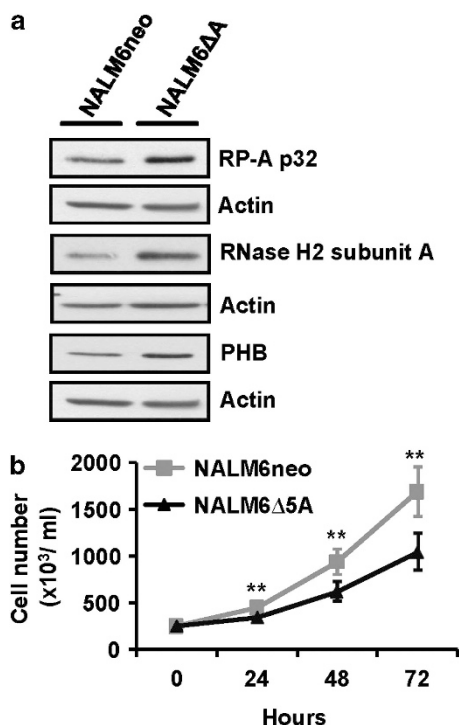 a
NALM6neo
NALM6ΔA
RP-A p32
Actin
RNase H2 subunit A
Actin
PHB
Actin
b
NALM6neo
NALM6Δ5A
Cell number
(x10³/ ml)
2000
1500
1000
500
0
**
**
**
0 24 48 72
Hours